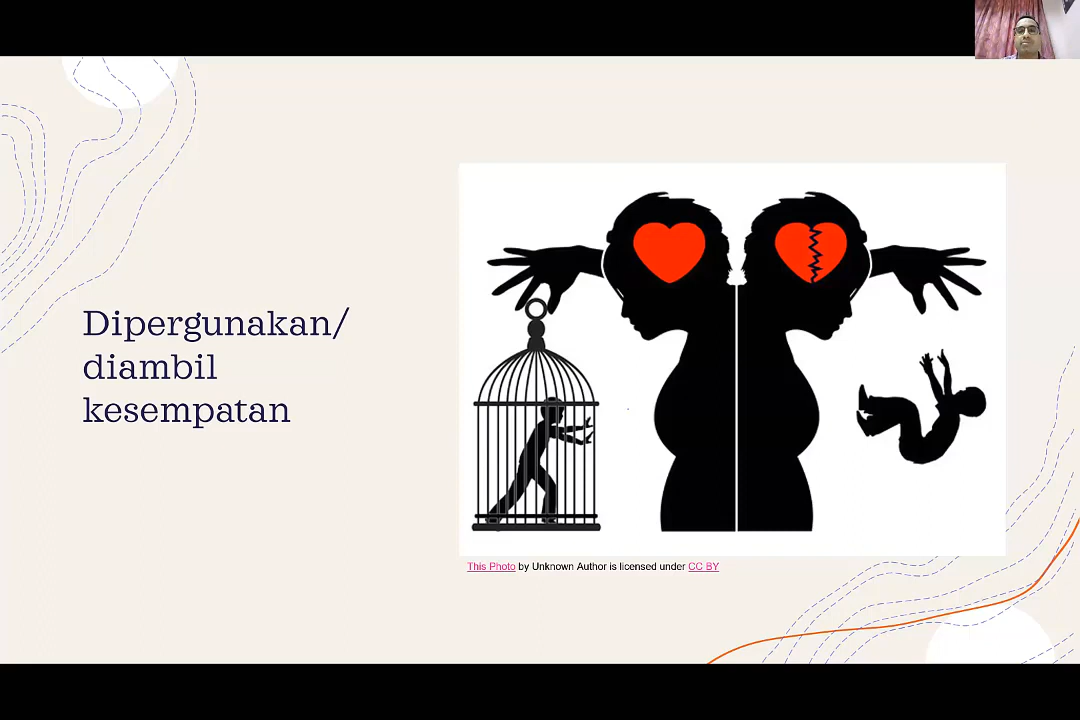 Dipergunakan/
diambil
kesempatan
This Photo by Unknown Author is licensed under CC BY